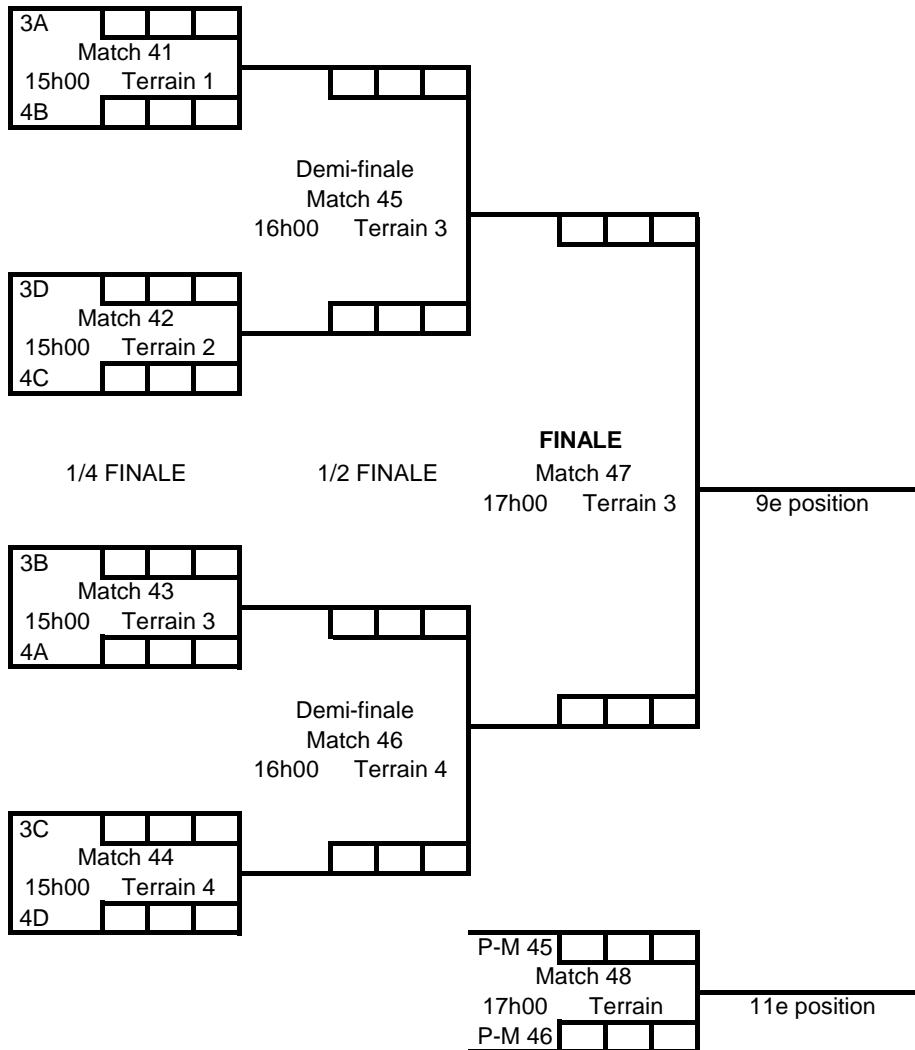 3A
Match 41
15h00 Terrain 1
4B
Demi-finale
Match 45
16h00 Terrain 3
3D
Match 42
15h00 Terrain 2
4C
1/4 FINALE
1/2 FINALE
FINALE
Match 47
17h00 Terrain 3
9e position
3B
Match 43
15h00 Terrain 3
4A
Demi-finale
Match 46
16h00 Terrain 4
3C
Match 44
15h00 Terrain 4
4D
P-M 45
Match 48
17h00 Terrain
11e position
P-M 46